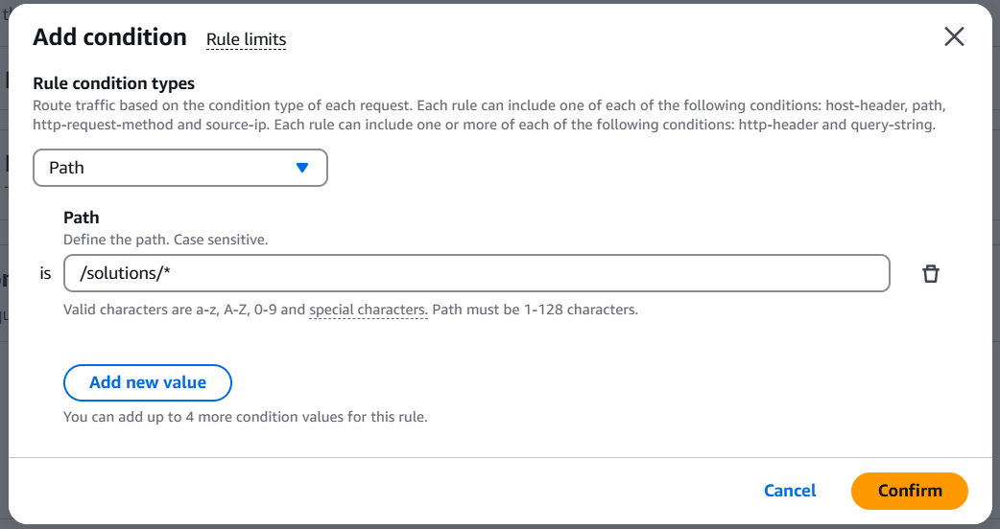 Add condition Rule limits
Rule condition types
Route traffic based on the condition type of each request. Each rule can include one of each of the following conditions: host-header, path,
http-request-method and source-ip. Each rule can include one or more of each of the following conditions: http-header and query-string.
Path
Path
Define the path. Case sensitive.
is /solutions/*
Valid characters are a-z, A-Z, 0-9 and special characters. Path must be 1-128 characters.
Add new value
You can add up to 4 more condition values for this rule.
Cancel Confirm